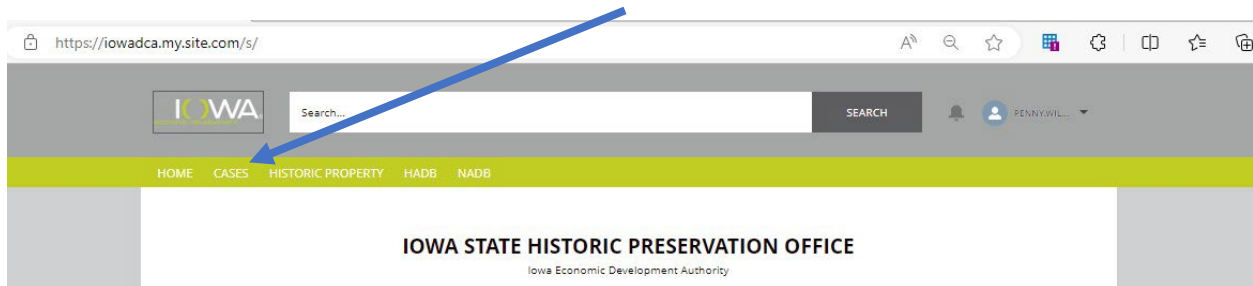 https://iowadca.my.site.com/s/
IOWA
Search...
SEARCH
PENNY.WIL...
HOME CASES HISTORIC PROPERTY HADB NADB
IOWA STATE HISTORIC PRESERVATION OFFICE
Iowa Economic Development Authority